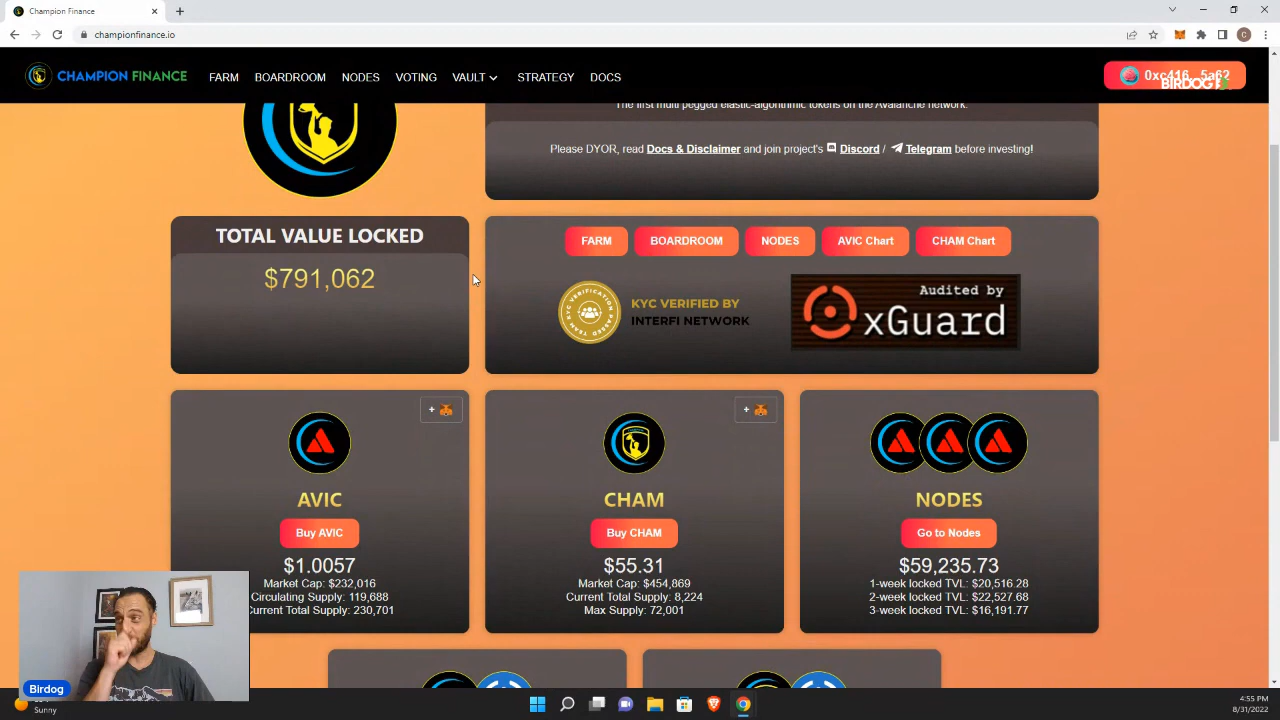 Champion Finance
championfinance.io
C
CHAMPION FINANCE
FARM
BOARDROOM
NODES
VOTING
VAULT
STRATEGY
DOCS
0xc416...5a62
BIRDOG
The first multi pegged elastic-algorithmic tokens on the Avalanche network.
Please DYOR, read Docs & Disclaimer and join project's Discord / Telegram before investing!
TOTAL VALUE LOCKED
$791,062
FARM
BOARDROOM
NODES
AVIC Chart
CHAM Chart
TEAM KYC VERIFICATION PASSED
KYC VERIFIED BY
INTERFI NETWORK
Audited by
xGuard
+
AVIC
Buy AVIC
$1.0057
Market Cap: $232,016
Circulating Supply: 119,688
Current Total Supply: 230,701
+
CHAM
Buy CHAM
$55.31
Market Cap: $454,869
Current Total Supply: 8,224
Max Supply: 72,001
NODES
Go to Nodes
$59,235.73
1-week locked TVL: $20,516.28
2-week locked TVL: $22,527.68
3-week locked TVL: $16,191.77
Birdog
Sunny
4:55 PM
8/31/2022